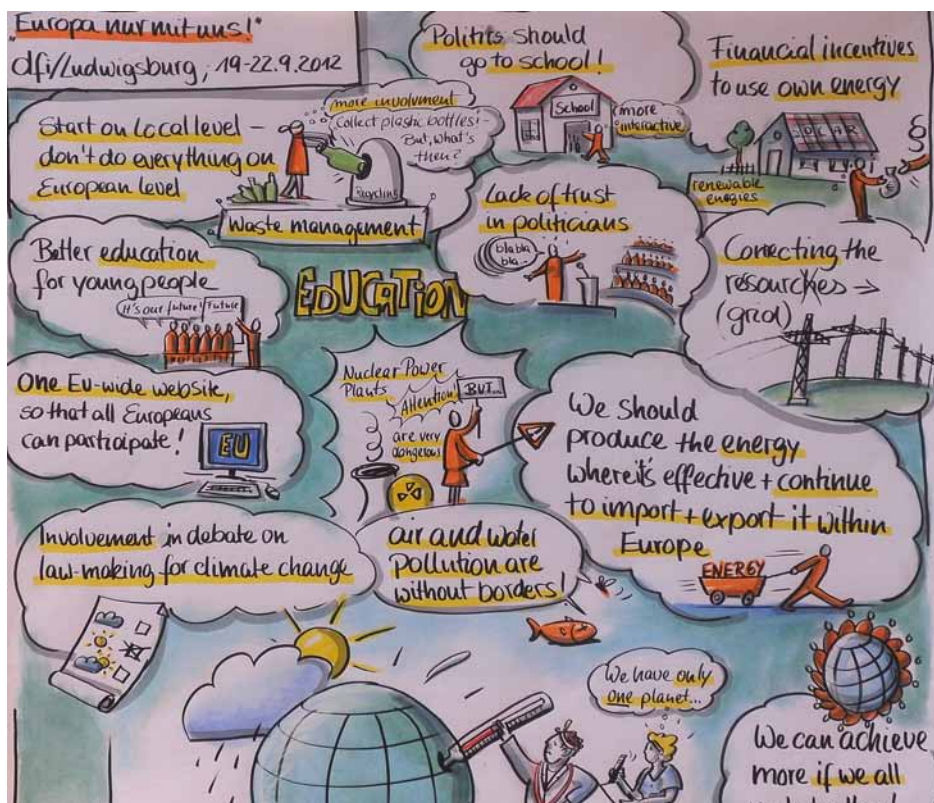 „Europa nur mit uns!"
dfi/Ludwigsburg, 19-22.9.2012
Politits should
go to school!
School
more
interactive
Financial incentives
to use own energy
SOLAR
§
renewable
energies
Start on Local level –
don't do everything on
European level
more involvment
Collect plastic bottles! –
But, what's
then?
Recycling
Waste management
Lack of trust
in politicians
bla bla
bla...
Better education
for young people
It's our future!
Future
EDUCATION
Connecting the
resources →
(grid)
One EU-wide website,
so that all Europeans
can participate!
EU
Nuclear Power
Plants
Attention!
BUT...
are very
dangerous
We should
produce the energy
where it's effective + continue
to import + export it within
Europe
ENERGY
Involvement in debate on
law-making for climate change
air and water
pollution are
without borders!
We have only
one planet...
We can achieve
more if we all